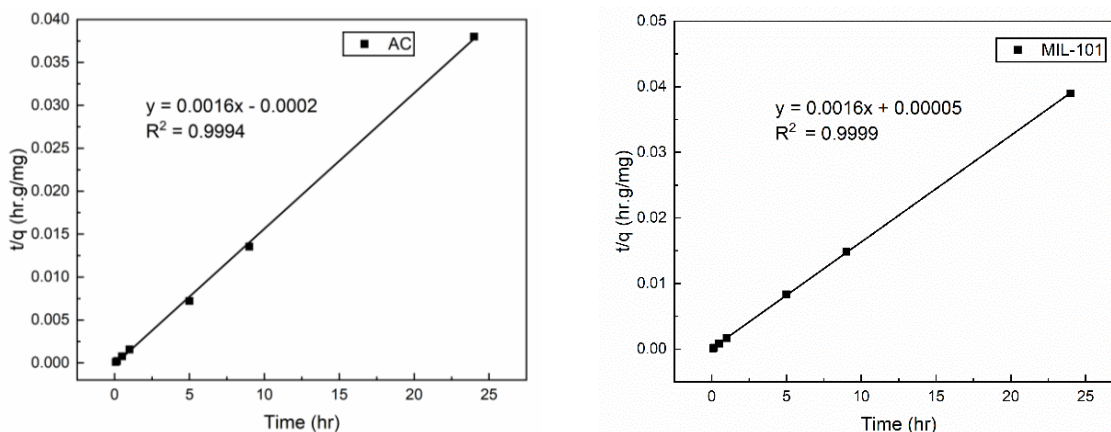 0.040
0.035
0.030
0.025
0.020
0.015
0.010
0.005
0.000
t/q (hr.g/mg)
AC
y = 0.0016x - 0.0002
R² = 0.9994
0 5 10 15 20 25
Time (hr)
0.05
0.04
0.03
0.02
0.01
0.00
t/q (hr.g/mg)
MIL-101
y = 0.0016x + 0.00005
R² = 0.9999
0 5 10 15 20 25
Time (hr)